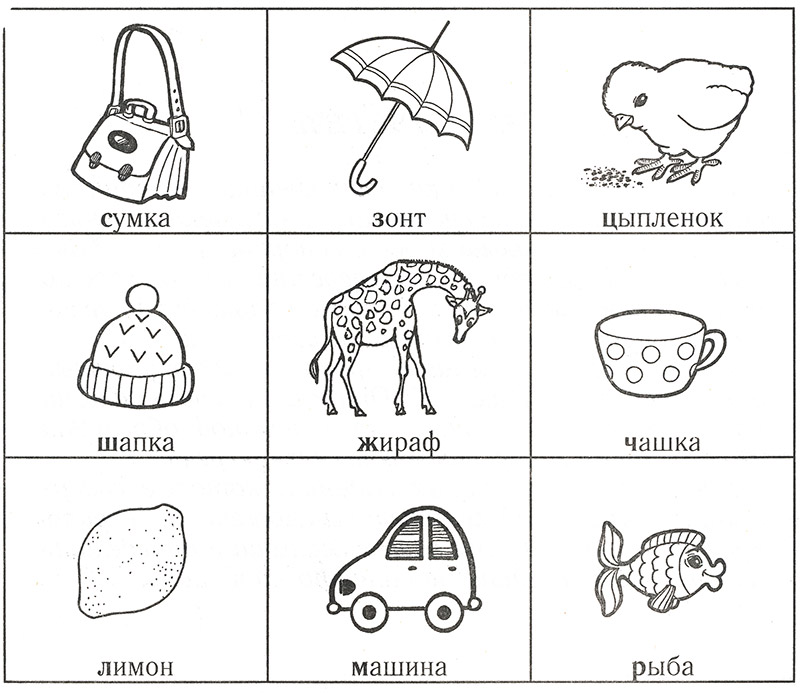 сумка зонт цыпленок
шапка жираф чашка
лимон машина рыба